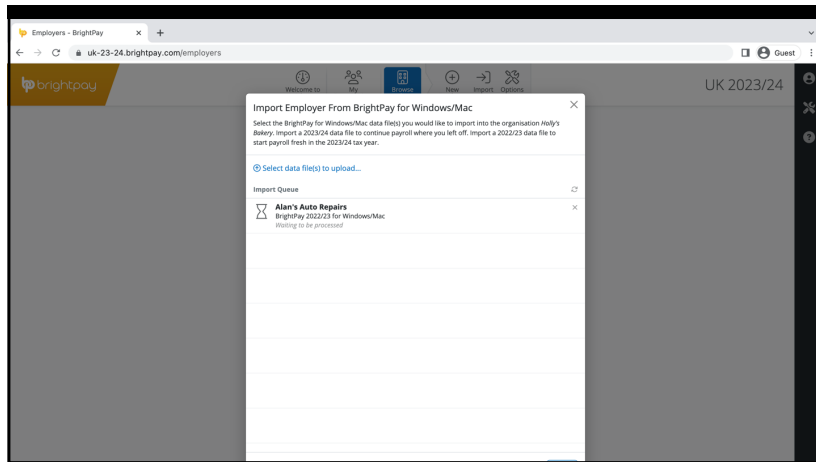 Employers - BrightPay
uk-23-24.brightpay.com/employers
Guest
brightpay
Welcome to
My
Browse
New
Import
Options
UK 2023/24
Import Employer From BrightPay for Windows/Mac
Select the BrightPay for Windows/Mac data file(s) you would like to import into the organisation Holly's
Bakery. Import a 2023/24 data file to continue payroll where you left off. Import a 2022/23 data file to
start payroll fresh in the 2023/24 tax year.
Select data file(s) to upload...
Import Queue
Alan's Auto Repairs
BrightPay 2022/23 for Windows/Mac
Waiting to be processed